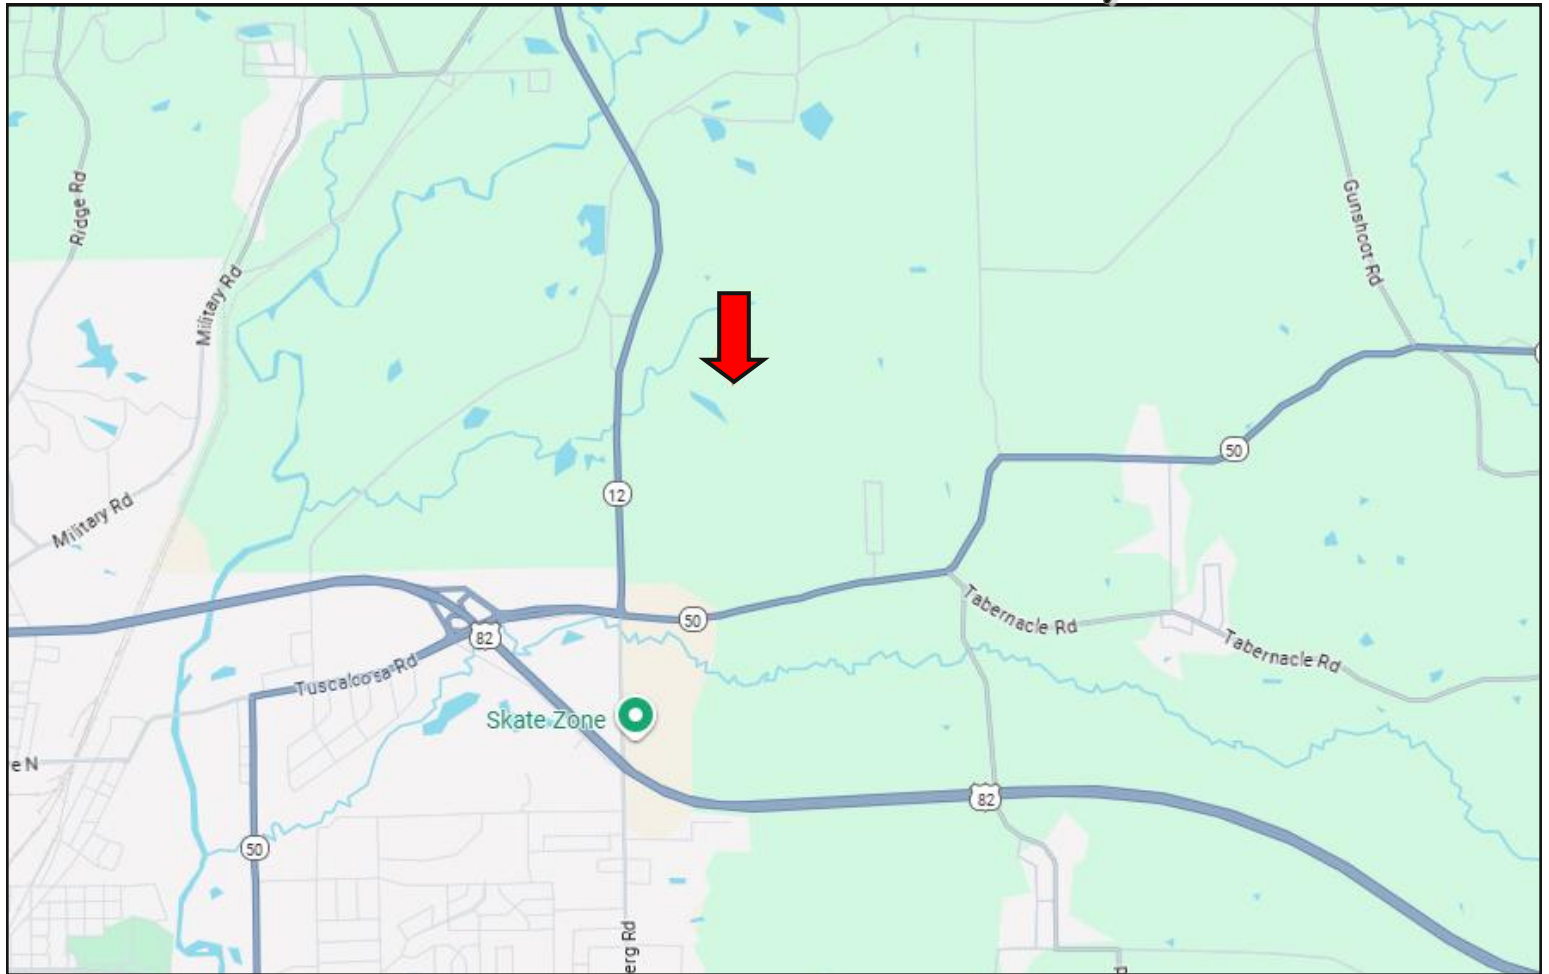 Ridge Rd
Military Rd
Gunshoot Rd
50
12
Military Rd
50
Tabernacle Rd
82
Tabernacle Rd
Tuscaloosa Rd
Skate Zone
e N
82
50
erg Rd